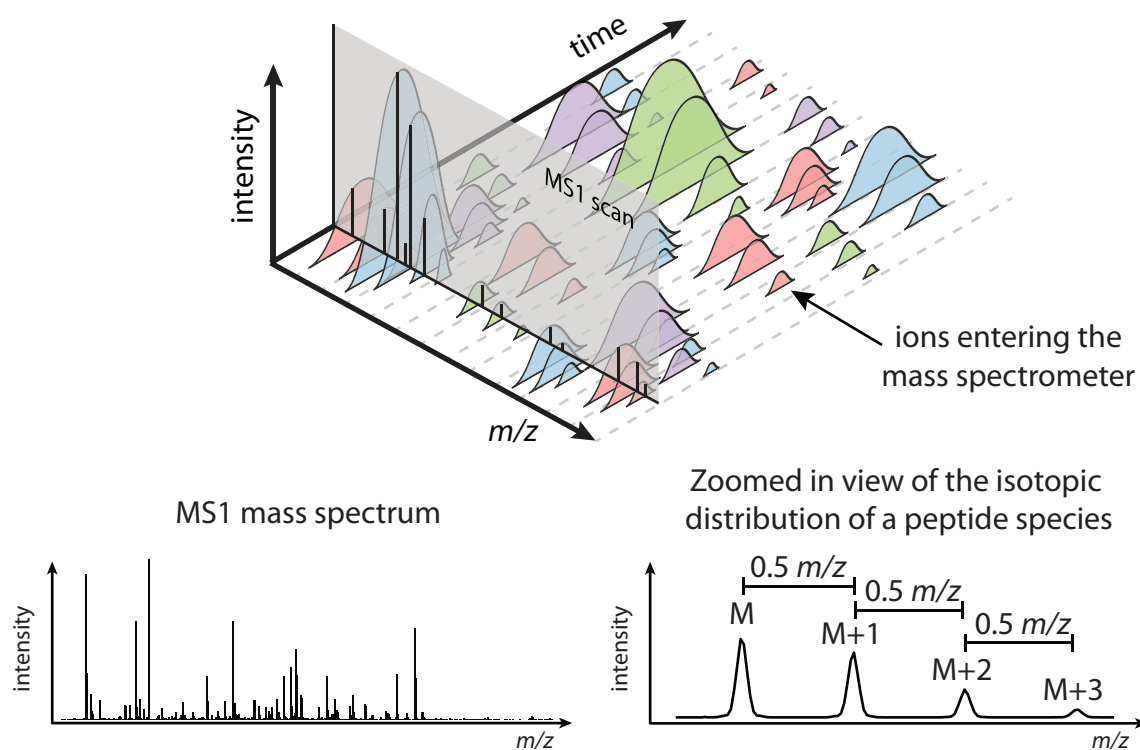 time
intensity
MS1 scan
ions entering the
mass spectrometer
m/z
MS1 mass spectrum
intensity
m/z
Zoomed in view of the isotopic
distribution of a peptide species
0.5 m/z
0.5 m/z
0.5 m/z
M
M+1
M+2
M+3
intensity
m/z